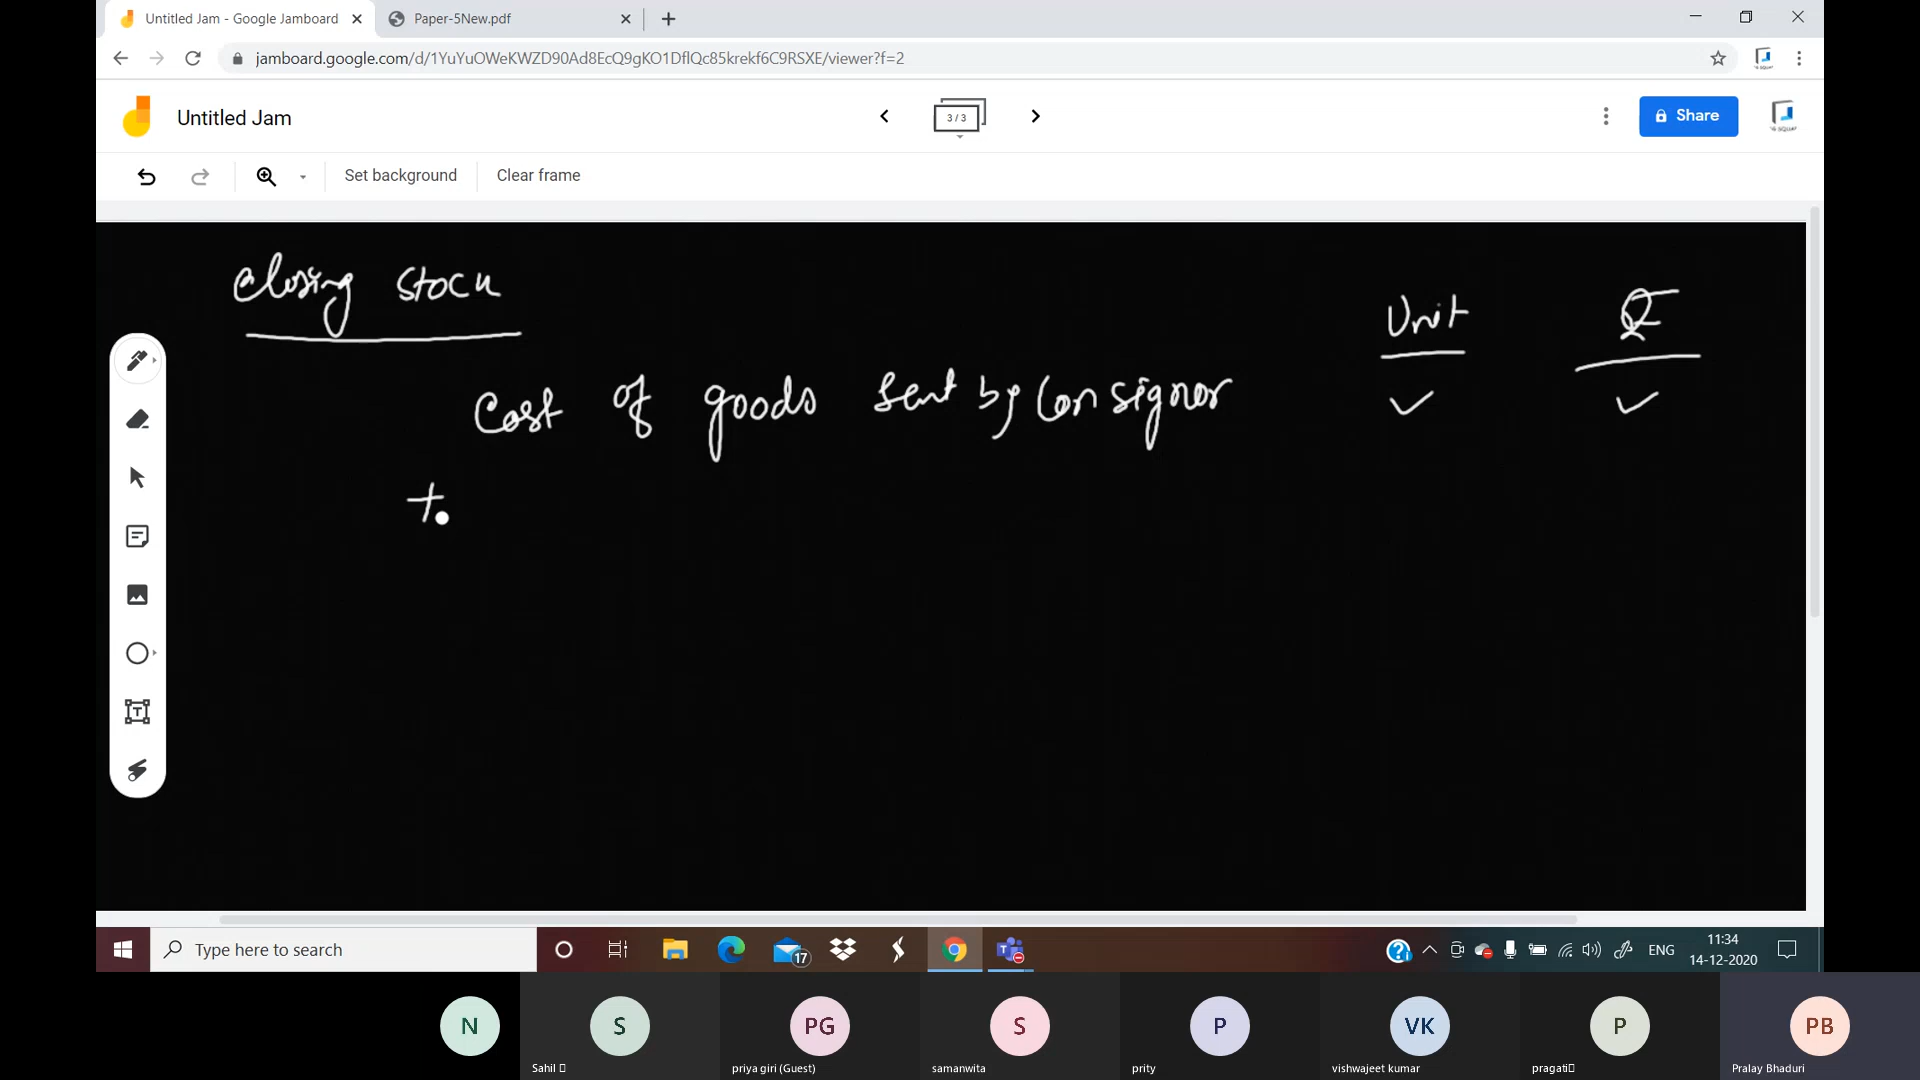 Untitled Jam - Google Jamboard
Paper-5New.pdf
jamboard.google.com/d/1YuYuOWeKWZD90Ad8EcQ9gKO1DflQc85krekf6C9RSXE/viewer?f=2
Untitled Jam
3 / 3
Share
Set background
Clear frame
Closing stock
Unit ₹
Cost of goods sent by Consignor ✓ ✓
+
Type here to search
17
ENG
11:34
14-12-2020
N
S
PG
S
P
VK
P
PB
Sahil
priya giri (Guest)
samanwita
prity
vishwajeet kumar
pragati
Pralay Bhaduri